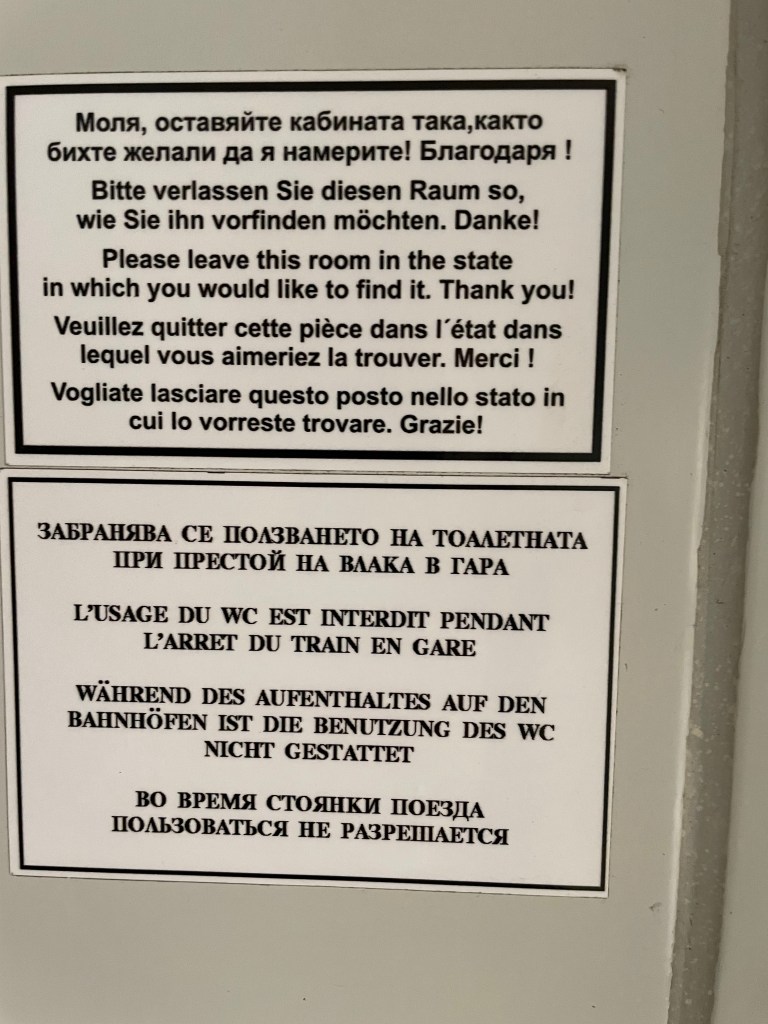 Моля, оставяйте кабината така,както
бихте желали да я намерите! Благодаря !
Bitte verlassen Sie diesen Raum so,
wie Sie ihn vorfinden möchten. Danke!
Please leave this room in the state
in which you would like to find it. Thank you!
Veuillez quitter cette pièce dans l´état dans
lequel vous aimeriez la trouver. Merci !
Vogliate lasciare questo posto nello stato in
cui lo vorreste trovare. Grazie!
ЗАБРАНЯВА СЕ ПОЛЗВАНЕТО НА ТОАЛЕТНАТА
ПРИ ПРЕСТОЙ НА ВЛАКА В ГАРА
L’USAGE DU WC EST INTERDIT PENDANT
L’ARRET DU TRAIN EN GARE
WÄHREND DES AUFENTHALTES AUF DEN
BAHNHÖFEN IST DIE BENUTZUNG DES WC
NICHT GESTATTET
ВО ВРЕМЯ СТОЯНКИ ПОЕЗДА
ПОЛЬЗОВАТЬСЯ НЕ РАЗРЕШАЕТСЯ